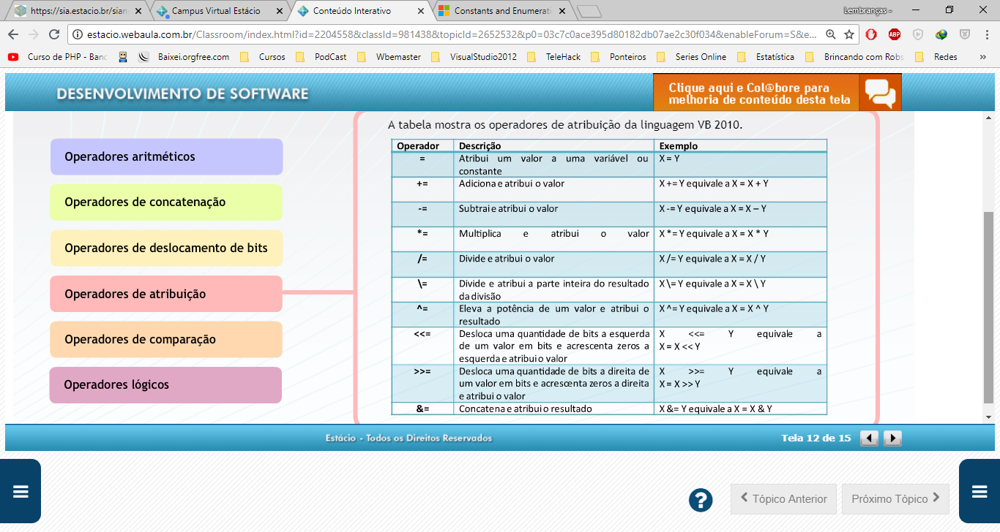 https://sia.estacio.br/sian
Campus Virtual Estácio
Conteúdo Interativo
Constants and Enumerati
Lembranças -
estacio.webaula.com.br/Classroom/index.html?id=2204558&classId=981438&topicId=2652532&p0=03c7c0ace395d80182db07ae2c30f034&enableForum=S&e...
ABP
Curso de PHP - Banc
Baixei.orgfree.com
Cursos
PodCast
Wbemaster
VisualStudio2012
TeleHack
Ponteiros
Series Online
Estatística
Brincando com Robs
Redes
»
DESENVOLVIMENTO DE SOFTWARE
Clique aqui e Col@bore para
melhoria de conteúdo desta tela
Operadores aritméticos
Operadores de concatenação
Operadores de deslocamento de bits
Operadores de atribuição
Operadores de comparação
Operadores lógicos
A tabela mostra os operadores de atribuição da linguagem VB 2010.
Operador Descrição Exemplo
= Atribui um valor a uma variável ou X = Y
constante
+= Adiciona e atribui o valor X += Y equivale a X = X + Y
-= Subtrai e atribui o valor X -= Y equivale a X = X – Y
*= Multiplica e atribui o valor X *= Y equivale a X = X * Y
/= Divide e atribui o valor X /= Y equivale a X = X / Y
\= Divide e atribui a parte inteira do resultado X \= Y equivale a X = X \ Y
da divisão
^= Eleva a potência de um valor e atribui o X ^= Y equivale a X = X ^ Y
resultado
<<= Desloca uma quantidade de bits a esquerda X <<= Y equivale a
de um valor em bits e acrescenta zeros a X = X << Y
esquerda e atribui o valor
>>= Desloca uma quantidade de bits a direita de X >>= Y equivale a
um valor em bits e acrescenta zeros a direita X = X >> Y
e atribui o valor
&= Concatena e atribui o resultado X &= Y equivale a X = X & Y
Estácio - Todos os Direitos Reservados
Tela 12 de 15
?
Tópico Anterior
Próximo Tópico